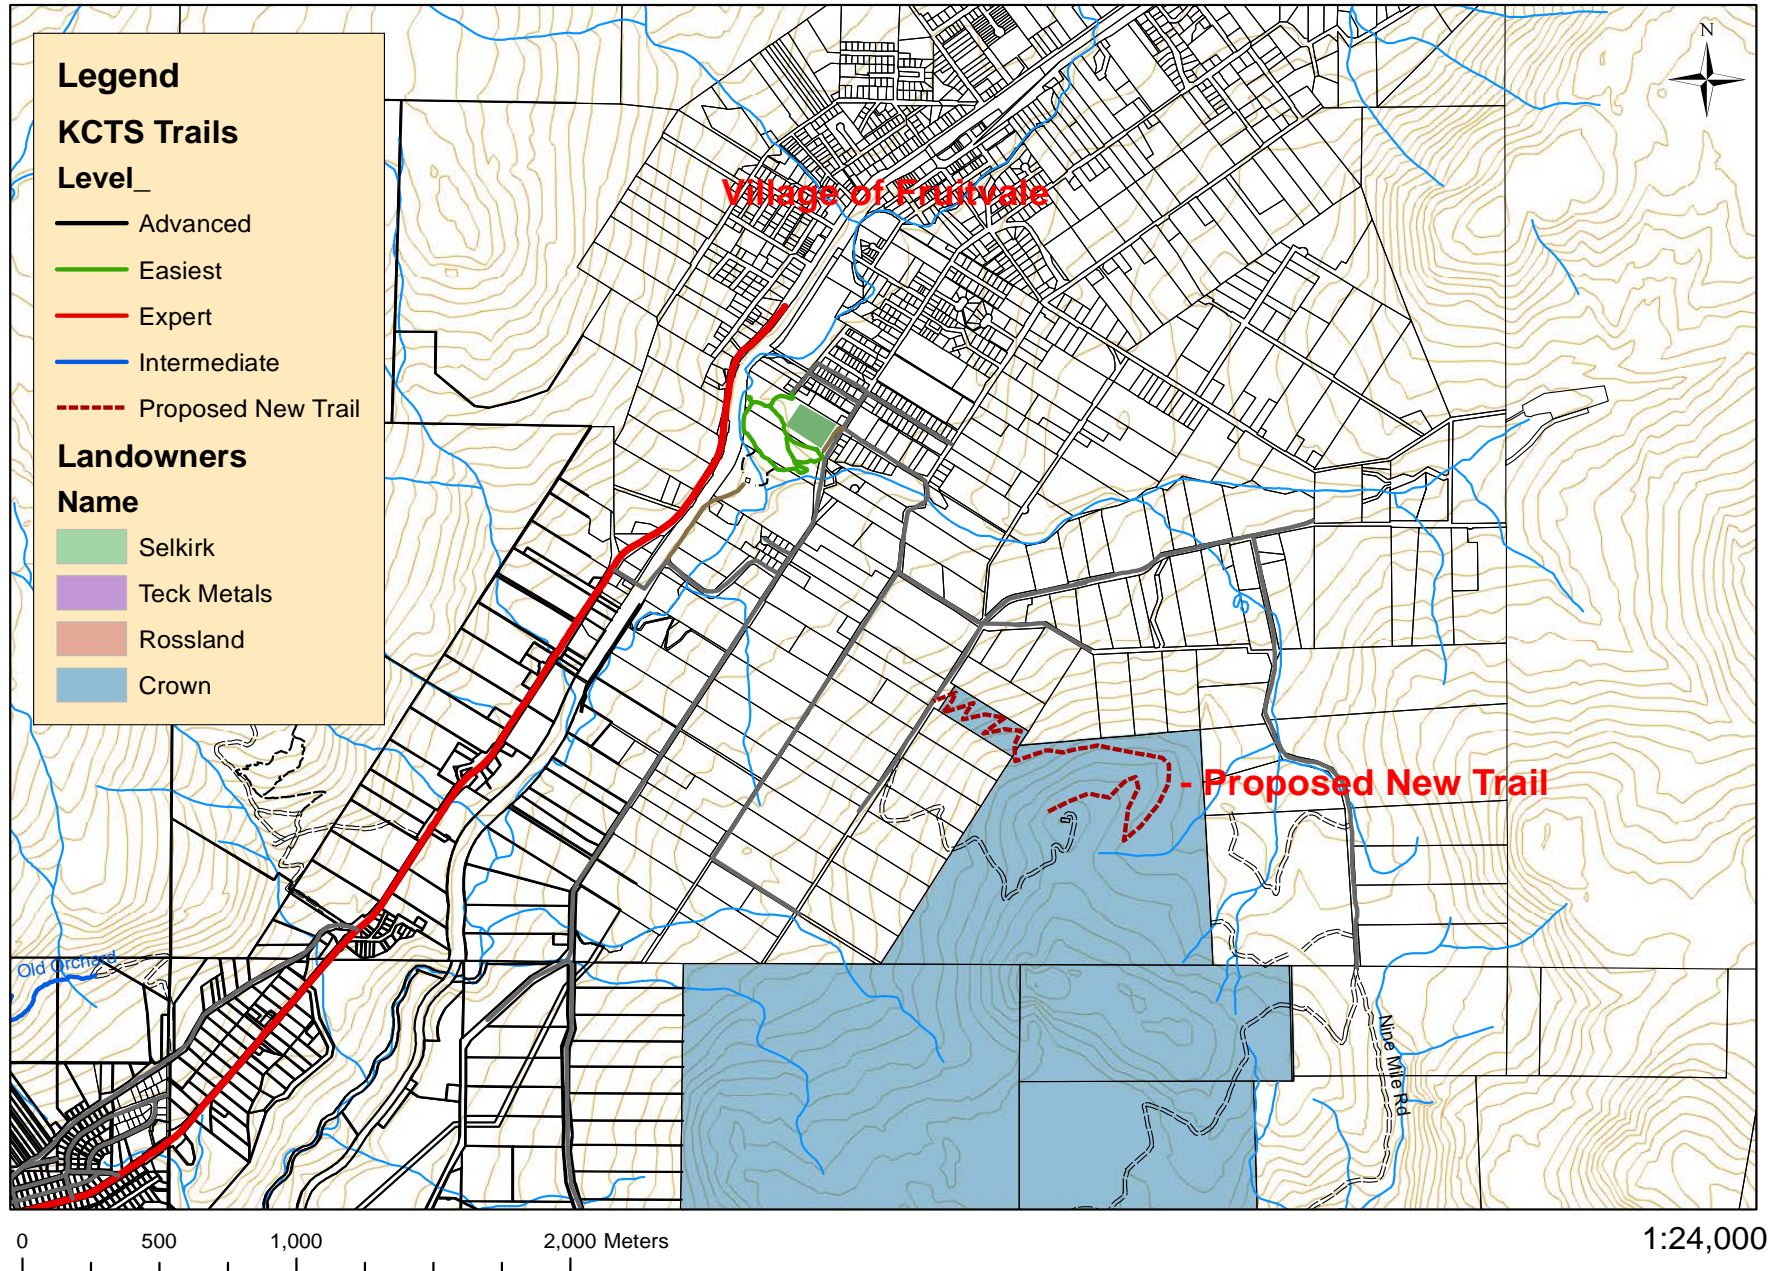 Legend
KCTS Trails
Level_
Advanced
Easiest
Expert
Intermediate
Proposed New Trail
Landowners
Name
Selkirk
Teck Metals
Rossland
Crown
N
Village of Fruitvale
- Proposed New Trail
Old Orchard
Nine Mile Rd
0 500 1,000 2,000 Meters
1:24,000